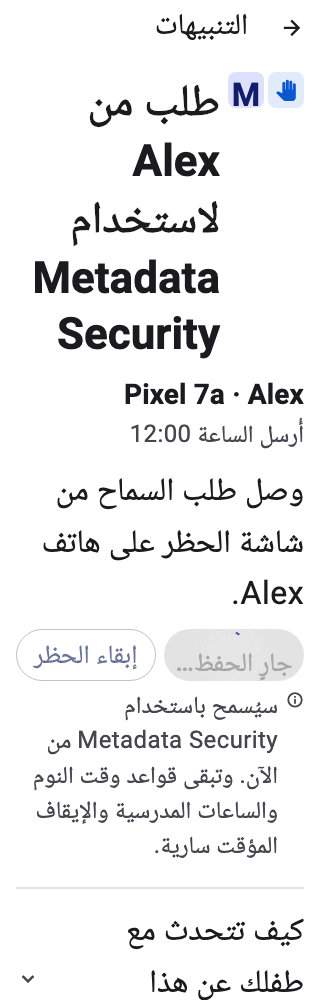 التنبيهات
M
طلب من
Alex
لاستخدام
Metadata
Security
Pixel 7a · Alex
أُرسل الساعة 12:00
وصل طلب السماح من
شاشة الحظر على هاتف
Alex.
جارٍ الحفظ...
إبقاء الحظر
سيُسمح باستخدام
Metadata Security من
الآن. وتبقى قواعد وقت النوم
والساعات المدرسية والإيقاف
المؤقت سارية.
كيف تتحدث مع
طفلك عن هذا